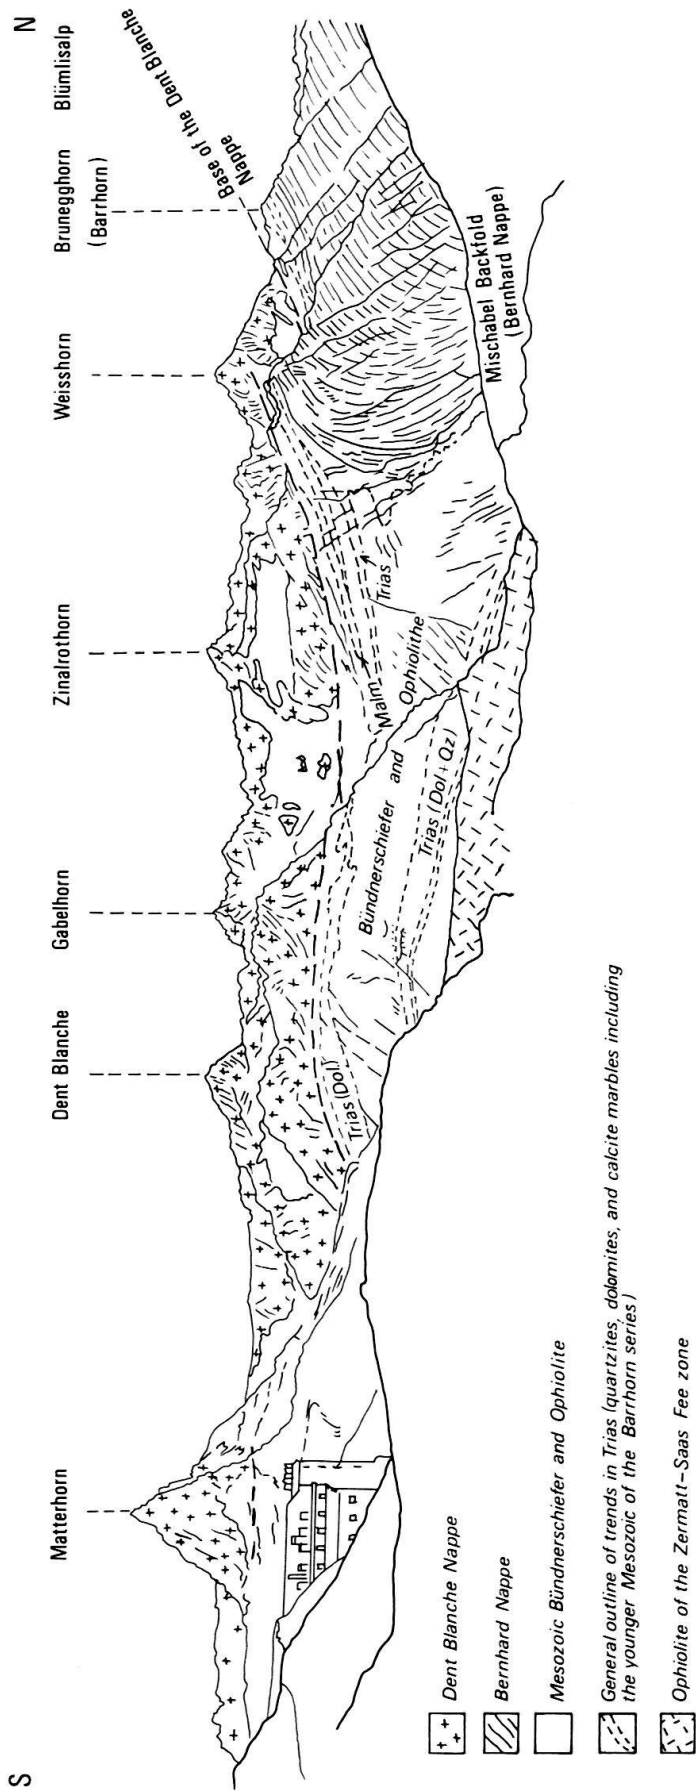 S
N
Matterhorn
Dent Blanche
Gabelhorn
Zinalrothorn
Weisshorn
Brunegghorn
(Barrhorn)
Blümlisalp
Base of the Dent Blanche
Nappe
Trias (Dol)
Bündnerschiefer and
Ophiolithe
Trias (Dol + Qz)
Malm
Trias
Mischabel Backfold
(Bernhard Nappe)
Dent Blanche Nappe
Bernhard Nappe
Mesozoic Bündnerschiefer and Ophiolite
General outline of trends in Trias (quartzites, dolomites, and calcite marbles including
the younger Mesozoic of the Barrhorn series)
Ophiolite of the Zermatt–Saas Fee zone